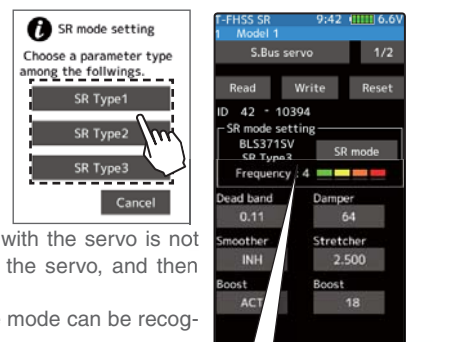 SR mode setting
Choose a parameter type
among the follwings.
SR Type1
SR Type2
SR Type3
Cancel
with the servo is not
the servo, and then
mode can be recog-
T-FHSS SR 9:42 6.6V
1 Model 1
S.Bus servo 1/2
Read Write Reset
ID 42 - 10394
SR mode setting
BLS371SV
SR Type3
SR mode
Frequency : 4
Dead band Damper
0.11 64
Smoother Stretcher
INH 2.500
Boost Boost
ACT 18